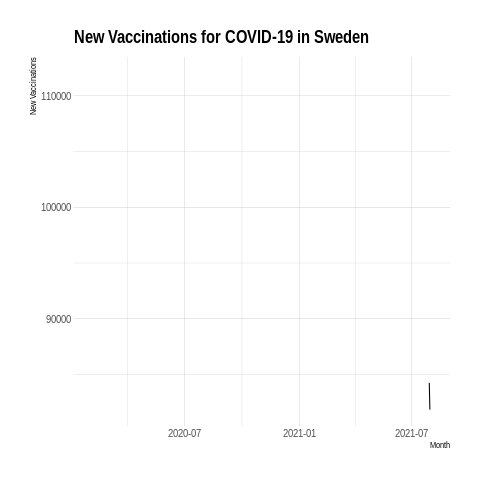 New Vaccinations for COVID-19 in Sweden
New Vaccinations
110000
100000
90000
2020-07
2021-01
2021-07
Month